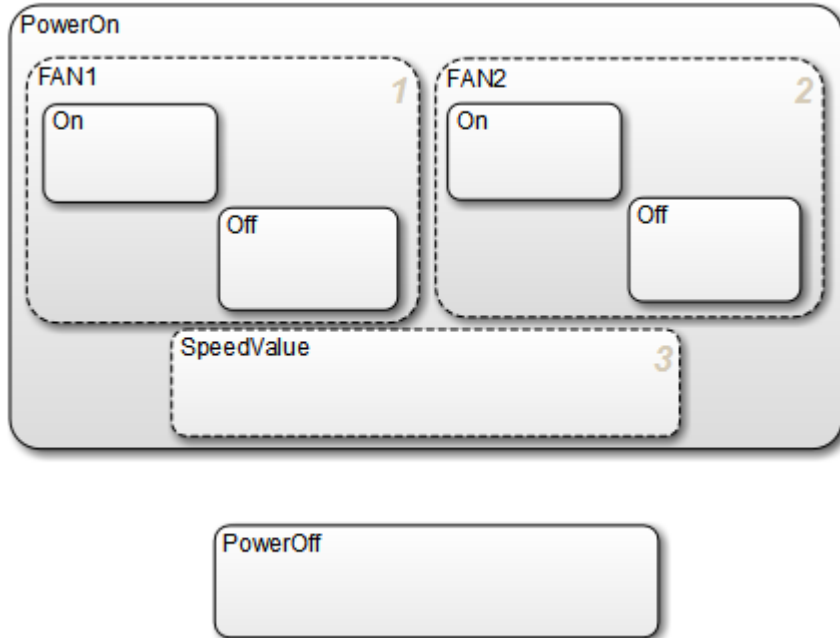 PowerOn
FAN1
1
On
Off
FAN2
2
On
Off
SpeedValue
3
PowerOff